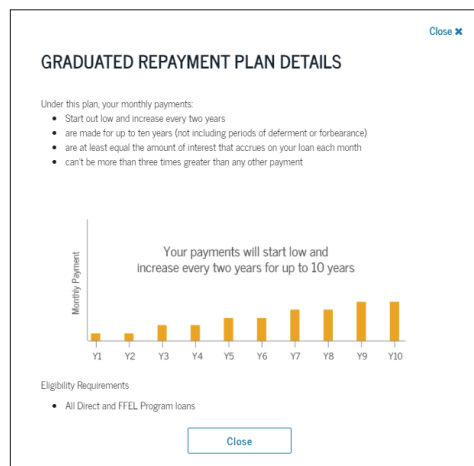 Close ✖
GRADUATED REPAYMENT PLAN DETAILS
Under this plan, your monthly payments:
• Start out low and increase every two years
• are made for up to ten years (not including periods of deferment or forbearance)
• are at least equal the amount of interest that accrues on your loan each month
• can't be more than three times greater than any other payment
Your payments will start low and
increase every two years for up to 10 years
Monthly Payment
Y1 Y2 Y3 Y4 Y5 Y6 Y7 Y8 Y9 Y10
Eligibility Requirements
• All Direct and FFEL Program loans
Close